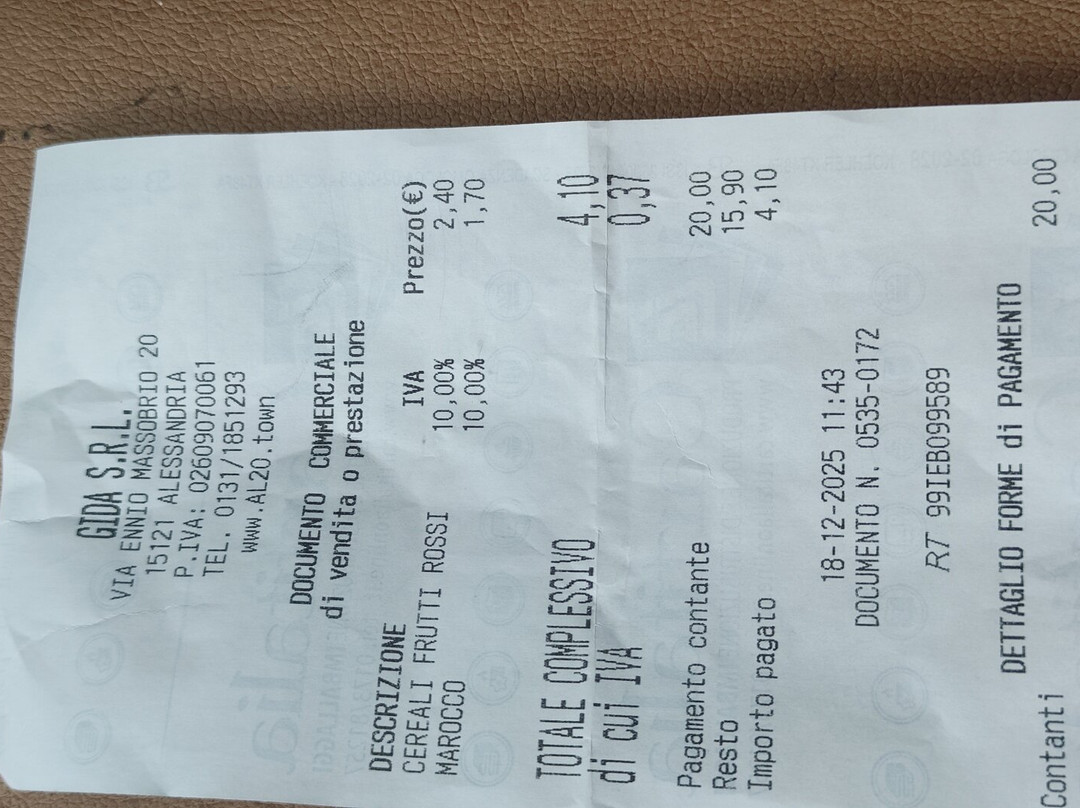 GIDA S.R.L.
VIA ENNIO MASSOBRIO 20
15121 ALESSANDRIA
P.IVA: 02609070061
TEL. 0131/1851293
www.AL20.town
DOCUMENTO COMMERCIALE
di vendita o prestazione
DESCRIZIONE IVA Prezzo(€)
CEREALI FRUTTI ROSSI 10,00% 2,40
MAROCCO 10,00% 1,70
TOTALE COMPLESSIVO 4,10
di cui IVA 0,37
Pagamento contante 20,00
Resto 15,90
Importo pagato 4,10
18-12-2025 11:43
DOCUMENTO N. 0535-0172
RT 99IEB099589
DETTAGLIO FORME di PAGAMENTO
Contanti 20,00